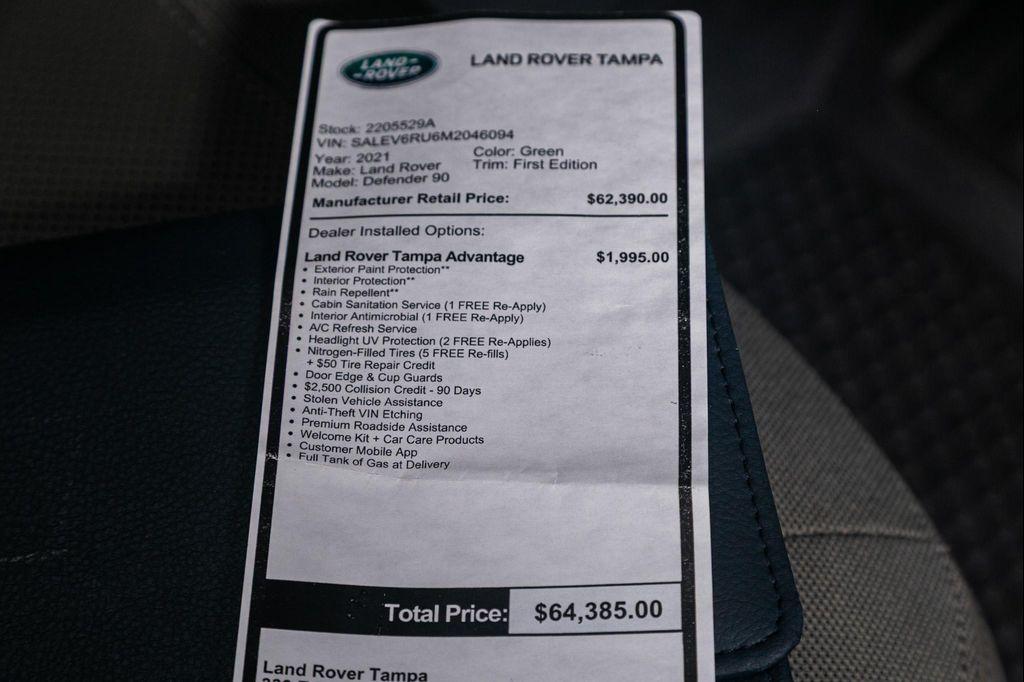 LAND-
-ROVER
LAND ROVER TAMPA
Stock: 2205529A
VIN: SALEV6RU6M2046094
Year: 2021
Color: Green
Make: Land Rover
Trim: First Edition
Model: Defender 90
Manufacturer Retail Price: $62,390.00
Dealer Installed Options:
Land Rover Tampa Advantage $1,995.00
• Exterior Paint Protection**
• Interior Protection**
• Rain Repellent**
• Cabin Sanitation Service (1 FREE Re-Apply)
• Interior Antimicrobial (1 FREE Re-Apply)
• A/C Refresh Service
• Headlight UV Protection (2 FREE Re-Applies)
• Nitrogen-Filled Tires (5 FREE Re-fills)
+ $50 Tire Repair Credit
• Door Edge & Cup Guards
• $2,500 Collision Credit - 90 Days
• Stolen Vehicle Assistance
• Anti-Theft VIN Etching
• Premium Roadside Assistance
• Welcome Kit + Car Care Products
• Customer Mobile App
• Full Tank of Gas at Delivery
Total Price: $64,385.00
Land Rover Tampa